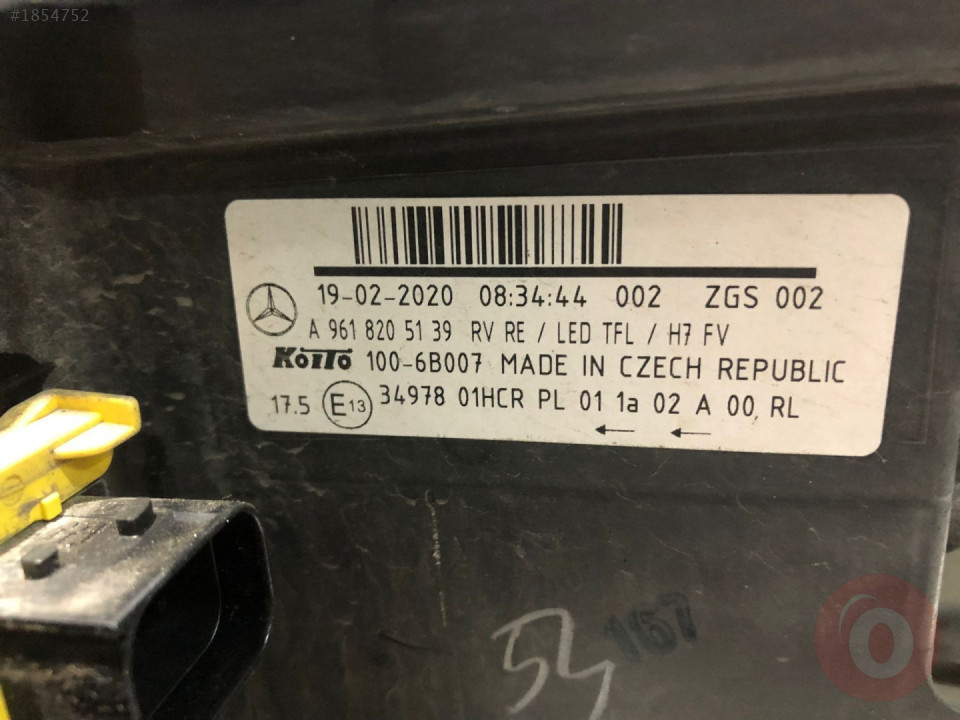 #1854752
19-02-2020 08:34:44 002 ZGS 002
A 961 820 51 39 RV RE / LED TFL / H7 FV
KOITO 100-6B007 MADE IN CZECH REPUBLIC
17.5 E13 34978 01HCR PL 01 1a 02 A 00, RL
← ←
167